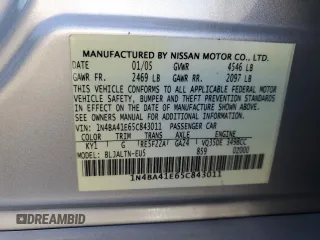 MANUFACTURED BY NISSAN MOTOR CO., LTD.
DATE 01/05 GVWR 4546 LB
GAWR FR. 2469 LB GAWR RR. 2097 LB
THIS VEHICLE CONFORMS TO ALL APPLICABLE FEDERAL
MOTOR VEHICLE SAFETY, BUMPER, AND THEFT PREVENTION
STANDARDS IN EFFECT ON THE DATE OF MANUFACTURE SHOWN ABOVE.
SEE OWNERS MANUAL FOR ADDITIONAL INFORMATION.
VIN: 1N4BA41E65C843011 PASSENGER CAR
COLOR TRIM TRANS AXLE ENGINE
KY1 G RE5F22A GA24 VQ35DE 3498CC
MODEL: BLJALTN-EUS 859 02000
1N4BA41E65C843011
AUTOBIDMASTER